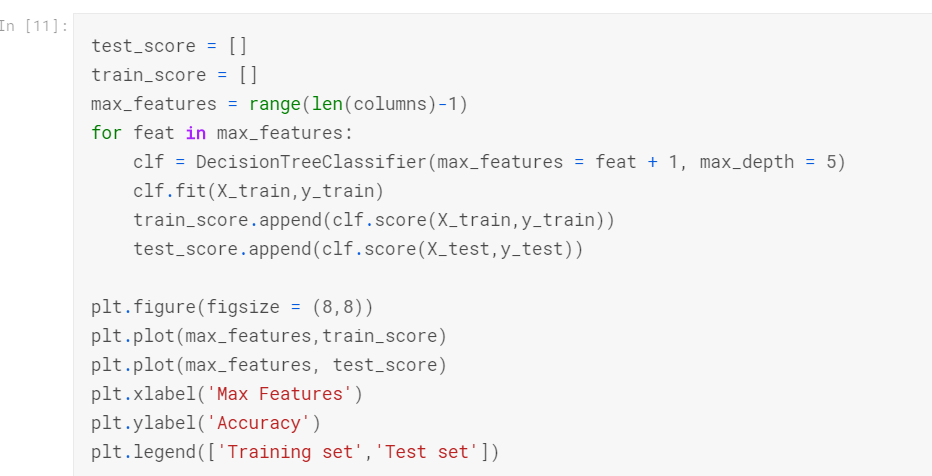 In [11]:
test_score = []
train_score = []
max_features = range(len(columns)-1)
for feat in max_features:
    clf = DecisionTreeClassifier(max_features = feat + 1, max_depth = 5)
    clf.fit(X_train,y_train)
    train_score.append(clf.score(X_train,y_train))
    test_score.append(clf.score(X_test,y_test))

plt.figure(figsize = (8,8))
plt.plot(max_features,train_score)
plt.plot(max_features, test_score)
plt.xlabel('Max Features')
plt.ylabel('Accuracy')
plt.legend(['Training set','Test set'])